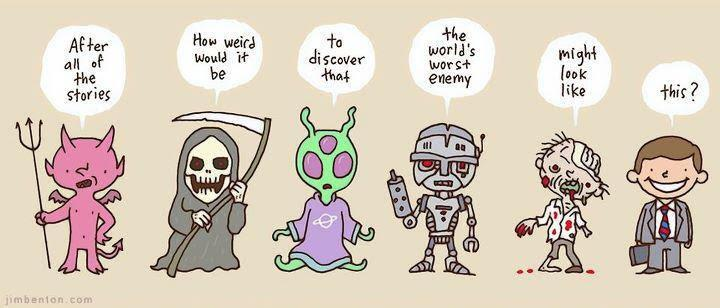 After
all of
the
stories
How weird
would it
be
to
discover
that
the
world's
worst
enemy
might
look
like
this?
jimbenton.com